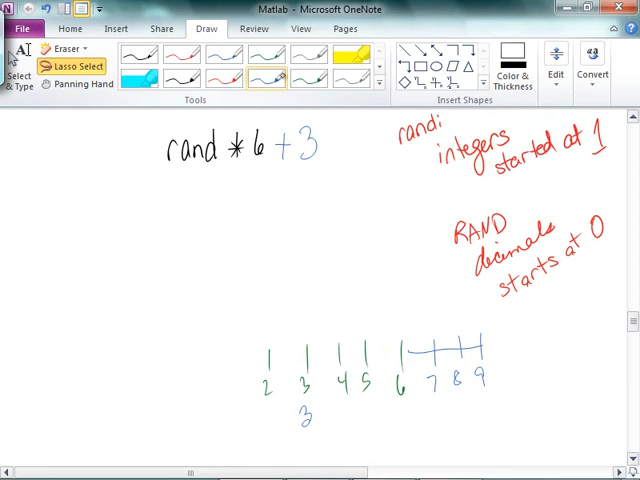 Matlab - Microsoft OneNote
File Home Insert Share Draw Review View Pages
Select & Type
Eraser
Lasso Select
Panning Hand
Color & Thickness
Edit
Convert
Tools
Insert Shapes
rand * 6 + 3
randi
integers
started at 1
RAND
decimals
starts at 0
2 3 4 5 6 7 8 9
3